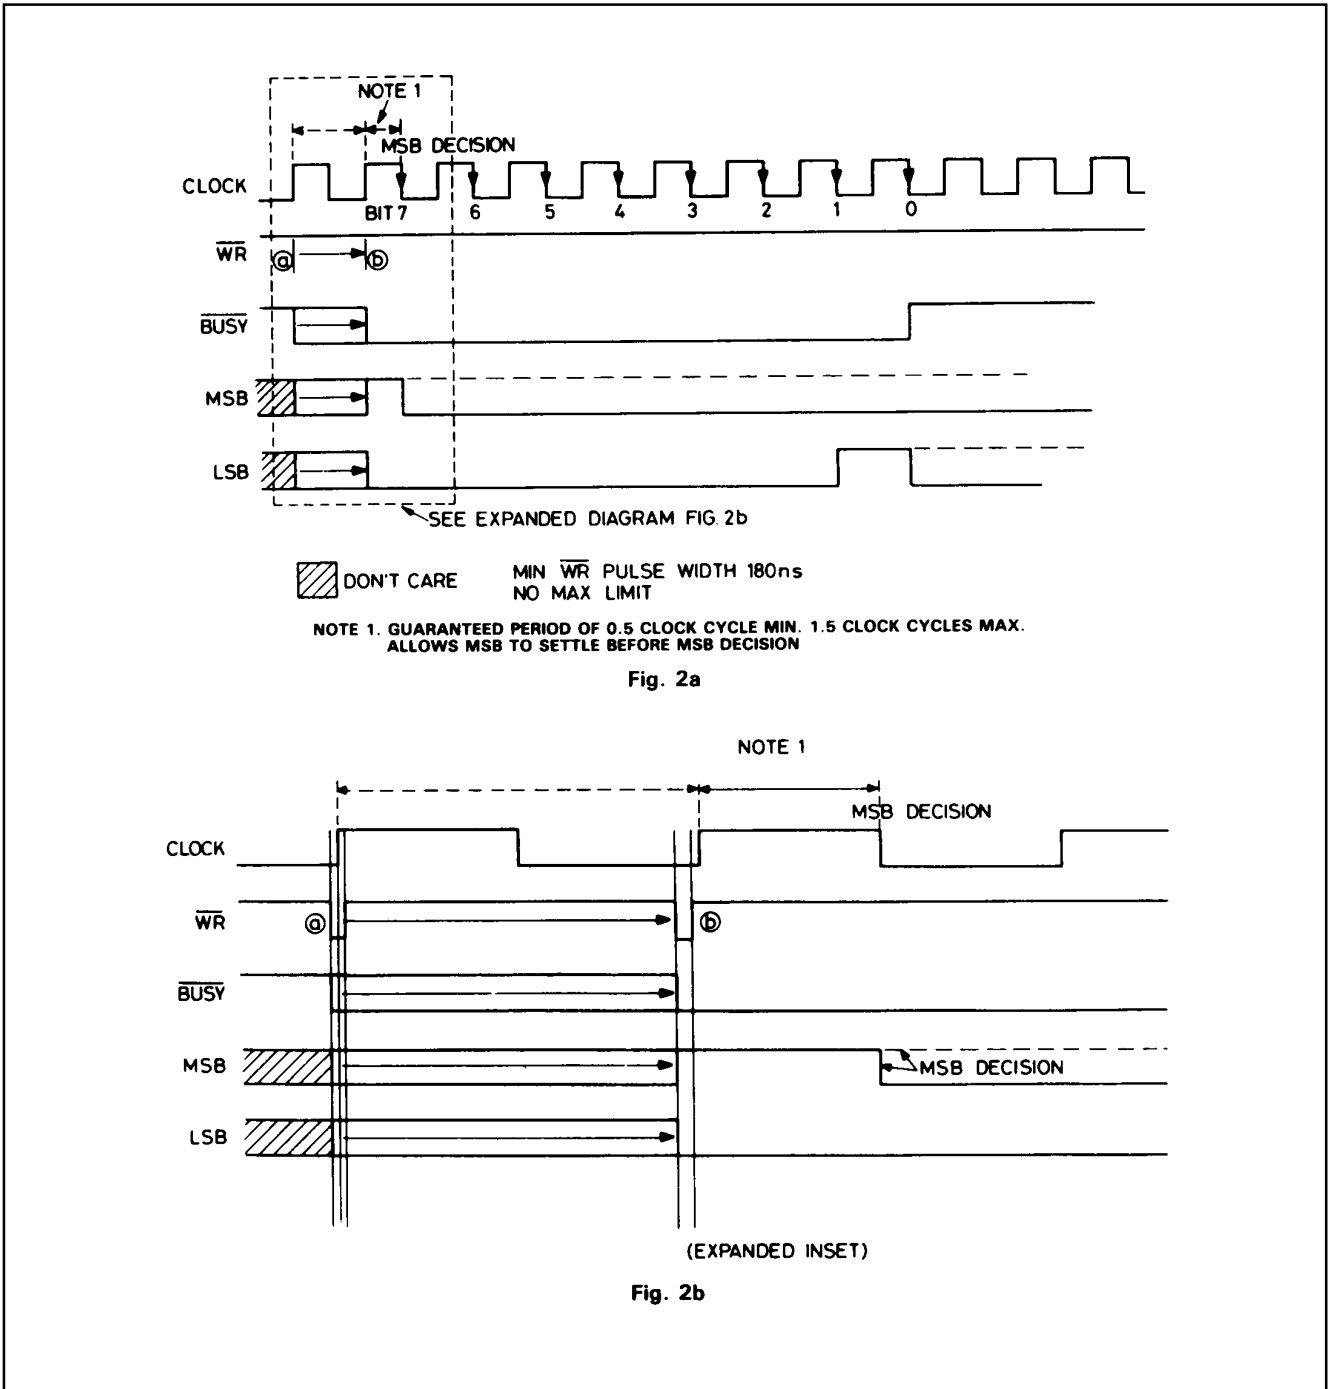 NOTE 1
MSB DECISION
CLOCK
BIT 7 6 5 4 3 2 1 0
WR
ⓐ ⓑ
BUSY
MSB
LSB
SEE EXPANDED DIAGRAM FIG. 2b
DON'T CARE
MIN WR PULSE WIDTH 180ns
NO MAX LIMIT
NOTE 1. GUARANTEED PERIOD OF 0.5 CLOCK CYCLE MIN. 1.5 CLOCK CYCLES MAX.
ALLOWS MSB TO SETTLE BEFORE MSB DECISION
Fig. 2a
NOTE 1
MSB DECISION
CLOCK
WR
ⓐ ⓑ
BUSY
MSB
MSB DECISION
LSB
(EXPANDED INSET)
Fig. 2b